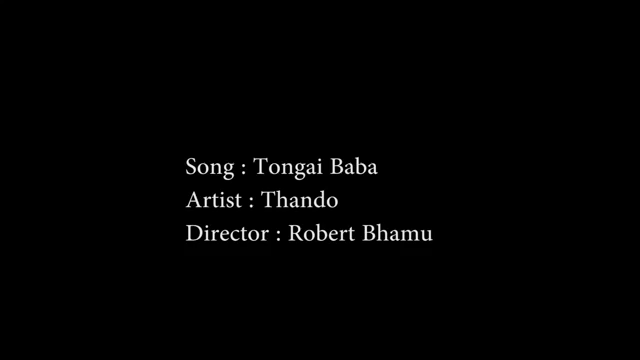 Song : Tongai Baba
Artist : Thando
Director : Robert Bhamu